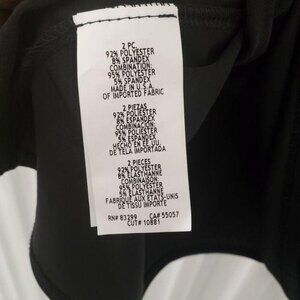 2 PC.
92% POLYESTER
8% SPANDEX
COMBINATION:
95% POLYESTER
5% SPANDEX
MADE IN U.S.A.
OF IMPORTED FABRIC
2 PIEZAS
92% POLYESTER
8% ESPANDEX
COMBINACION:
95% POLIESTER
5% ESPANDEX
HECHO EN EE.UU.
DE TELA IMPORTADA
2 PIECES
92% POLYESTER
8% ELASTHANNE
COMBINAISON:
95% POLYESTER
5% ELASTHANNE
FABRIQUE AUX ETATS-UNIS
DE TISSU IMPORTE
RN# 83299 CA# 55057
CUT# 10881